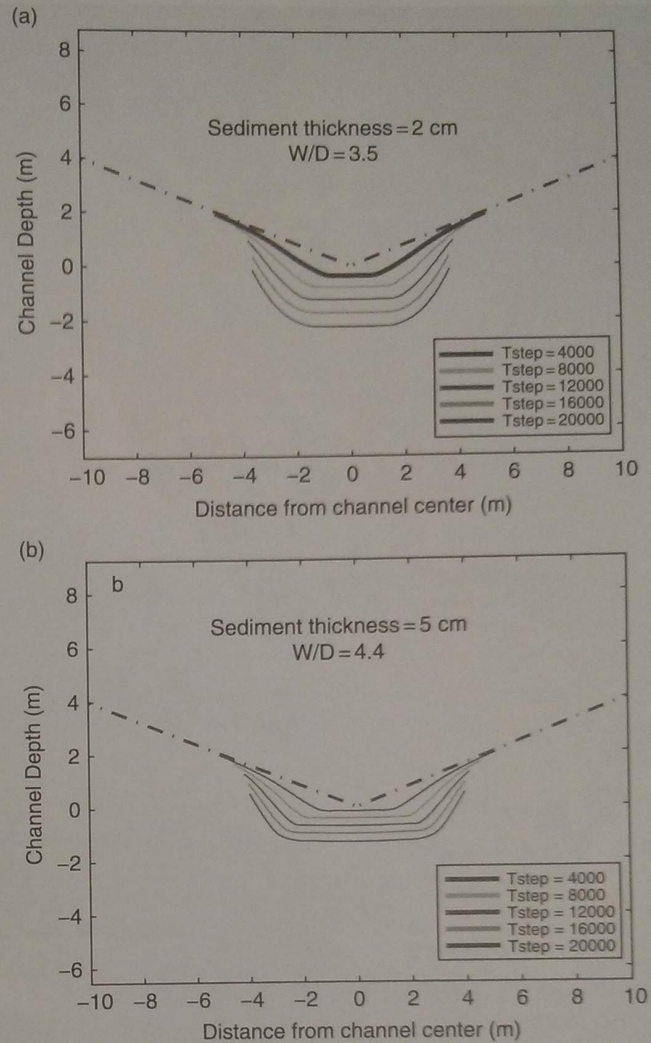 (a)
8
6
4
2
0
−2
−4
−6
Channel Depth (m)
Sediment thickness = 2 cm
W/D = 3.5
Tstep = 4000
Tstep = 8000
Tstep = 12000
Tstep = 16000
Tstep = 20000
−10 −8 −6 −4 −2 0 2 4 6 8 10
Distance from channel center (m)
(b)
b
8
6
4
2
0
−2
−4
−6
Channel Depth (m)
Sediment thickness = 5 cm
W/D = 4.4
Tstep = 4000
Tstep = 8000
Tstep = 12000
Tstep = 16000
Tstep = 20000
−10 −8 −6 −4 −2 0 2 4 6 8 10
Distance from channel center (m)